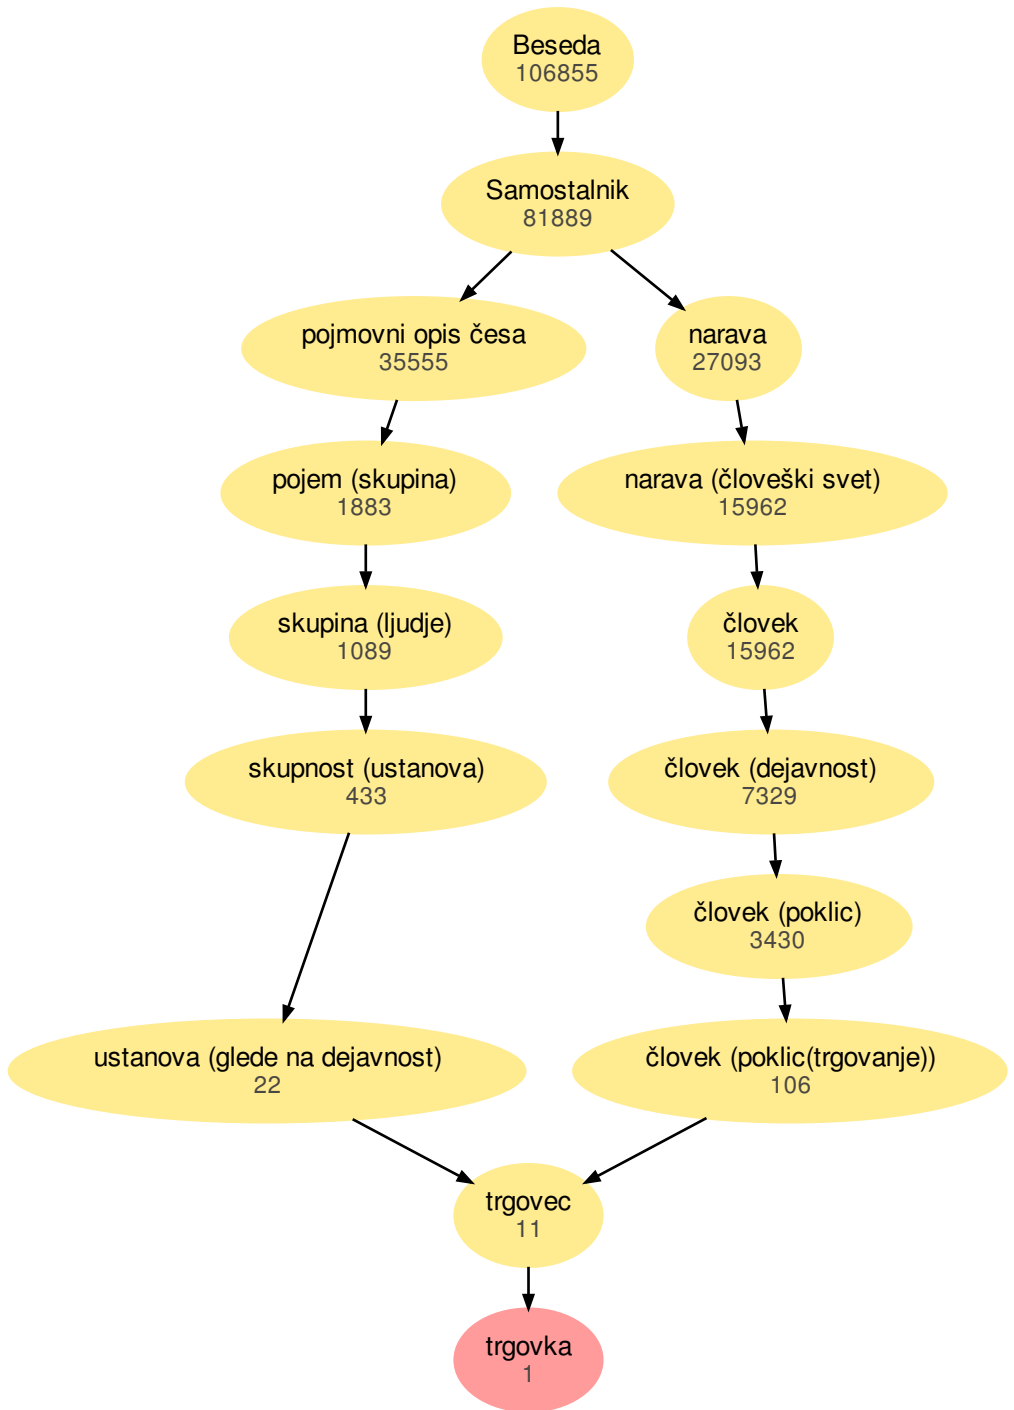 Beseda
106855
Samostalnik
81889
pojmovni opis česa
35555
narava
27093
pojem (skupina)
1883
narava (človeški svet)
15962
skupina (ljudje)
1089
človek
15962
skupnost (ustanova)
433
človek (dejavnost)
7329
človek (poklic)
3430
ustanova (glede na dejavnost)
22
človek (poklic(trgovanje))
106
trgovec
11
trgovka
1